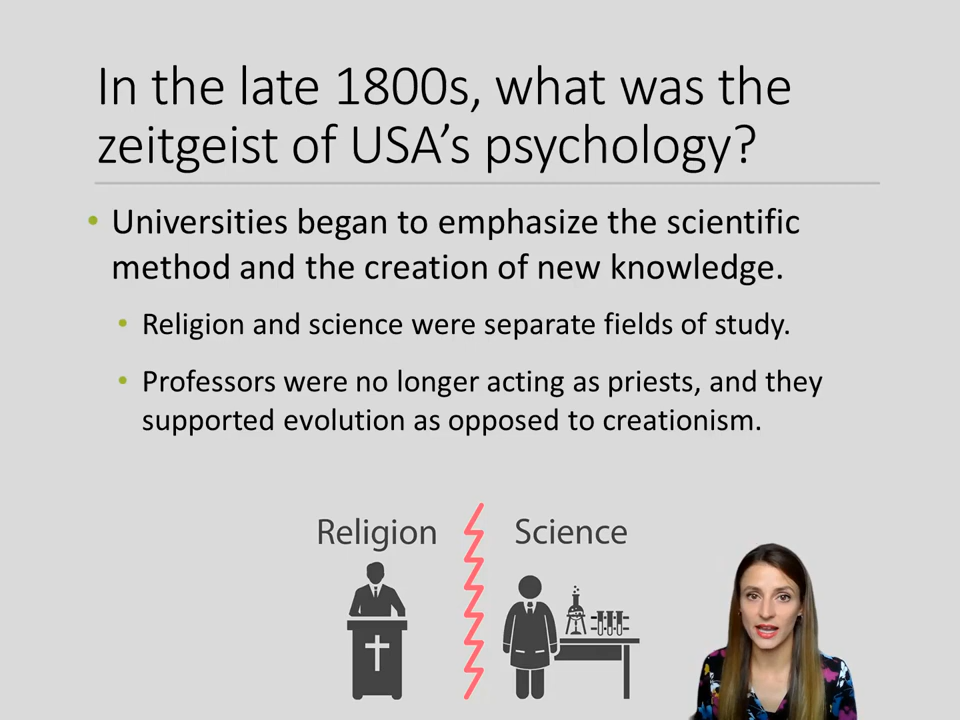 In the late 1800s, what was the
zeitgeist of USA’s psychology?
• Universities began to emphasize the scientific
method and the creation of new knowledge.
• Religion and science were separate fields of study.
• Professors were no longer acting as priests, and they
supported evolution as opposed to creationism.
Religion
Science